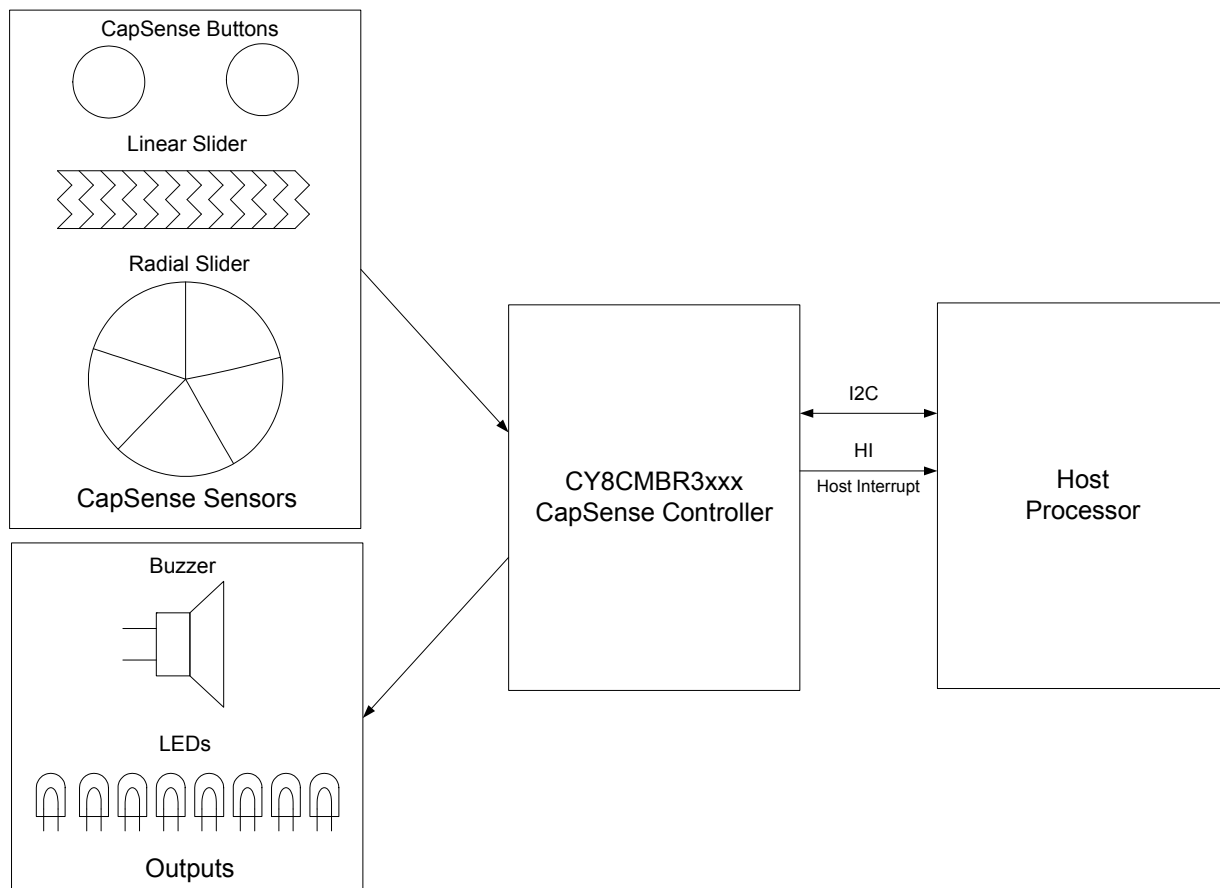 CapSense Buttons
Linear Slider
Radial Slider
CapSense Sensors
Buzzer
LEDs
Outputs
CY8CMBR3xxx
CapSense Controller
I2C
HI
Host Interrupt
Host
Processor